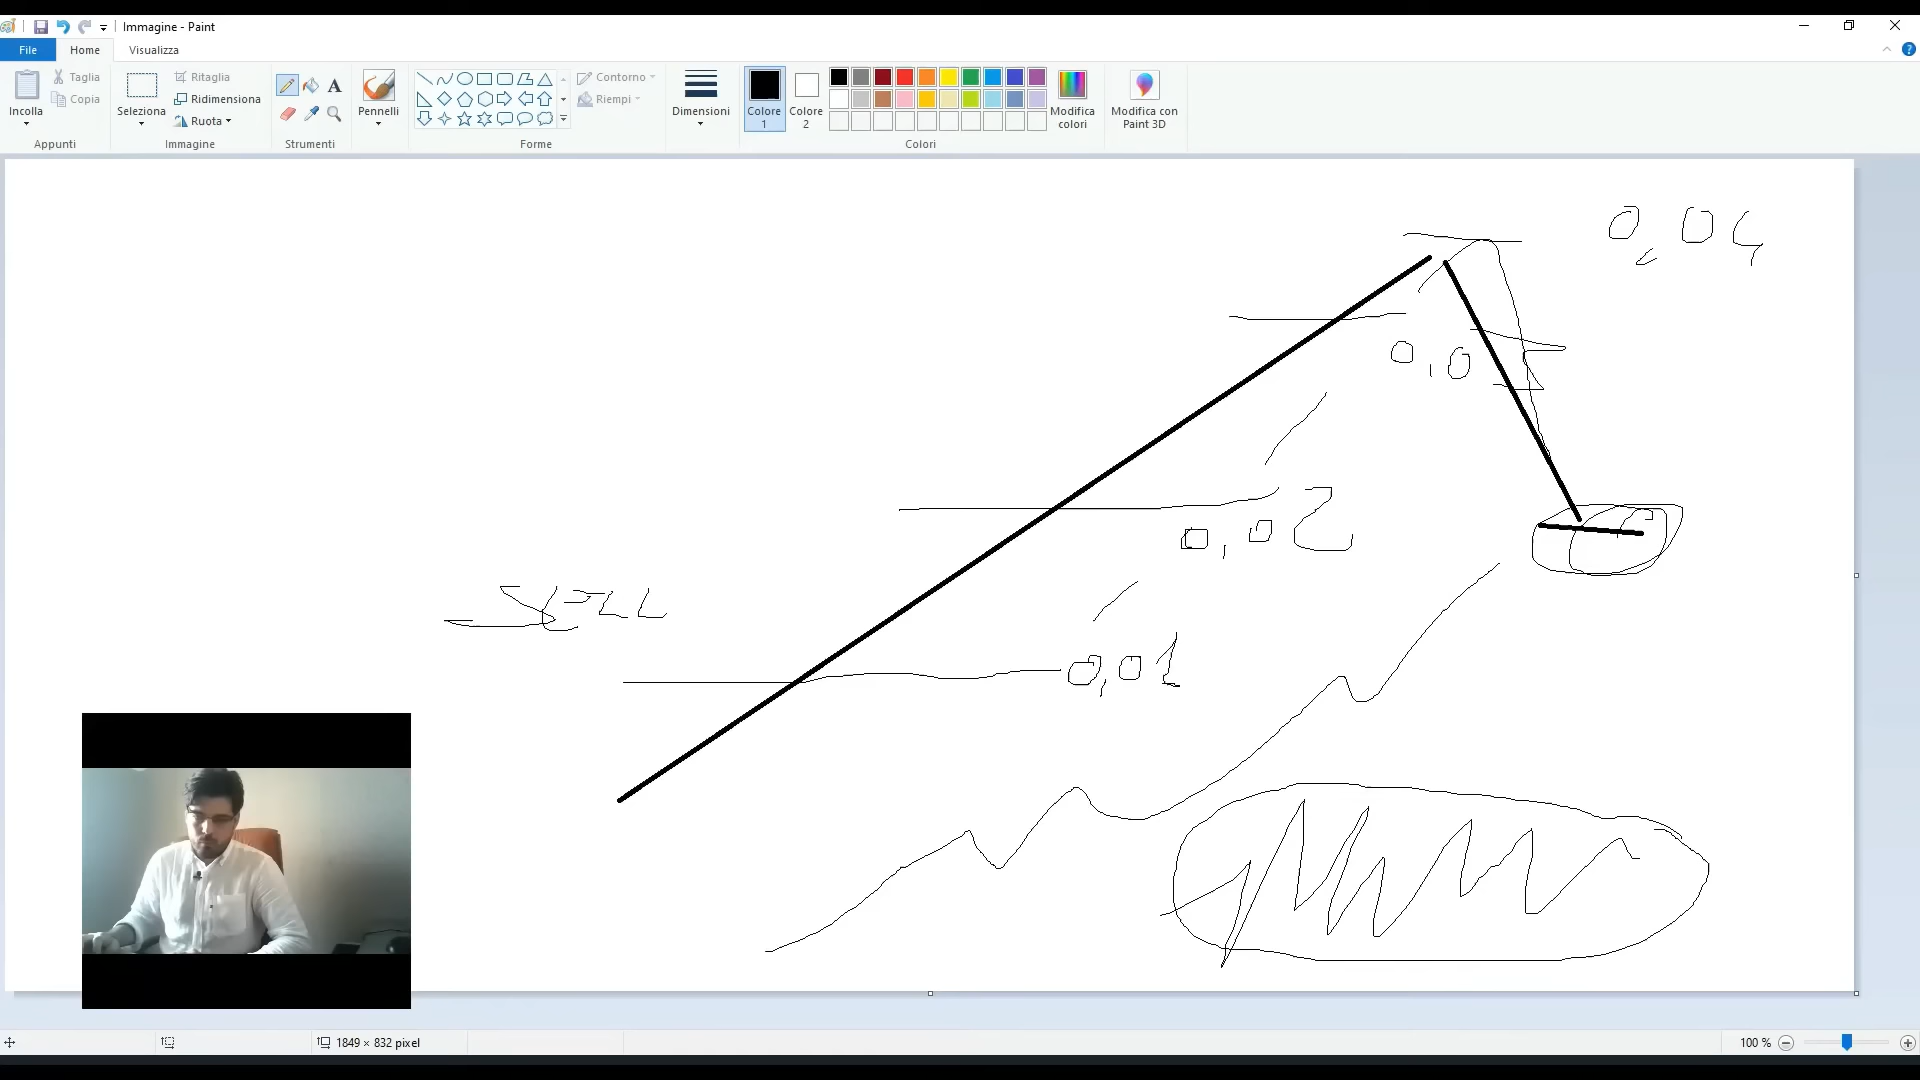 Immagine - Paint
File Home Visualizza
Incolla Taglia Copia Appunti
Seleziona Ritaglia Ridimensiona Ruota Immagine
Strumenti
Pennelli
Contorno Riempi Forme
Dimensioni
Colore 1 Colore 2 Modifica colori Colori
Modifica con Paint 3D
0,04
0,0
0,02
SELL
0,01
1849 × 832 pixel
100 %